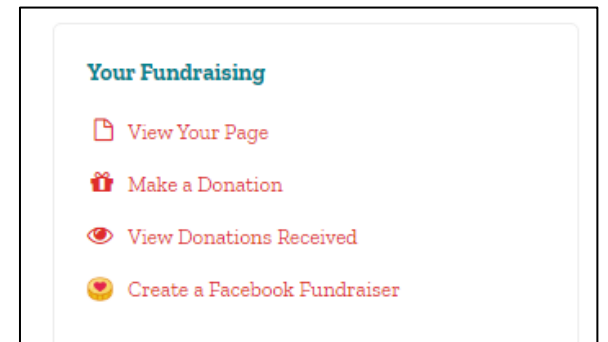 Your Fundraising
View Your Page
Make a Donation
View Donations Received
Create a Facebook Fundraiser